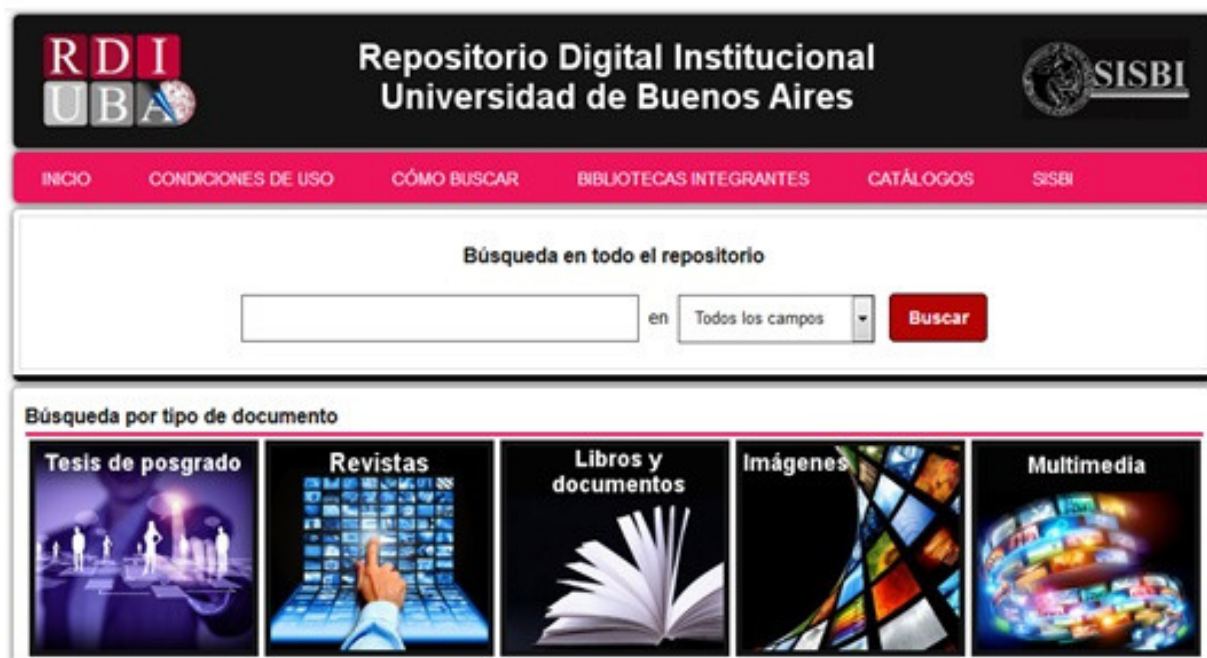 RDI
UBA
Repositorio Digital Institucional
Universidad de Buenos Aires
SISBI
INICIO CONDICIONES DE USO CÓMO BUSCAR BIBLIOTECAS INTEGRANTES CATÁLOGOS SISBI
Búsqueda en todo el repositorio
en Todos los campos Buscar
Búsqueda por tipo de documento
Tesis de posgrado
Revistas
Libros y
documentos
Imágenes
Multimedia